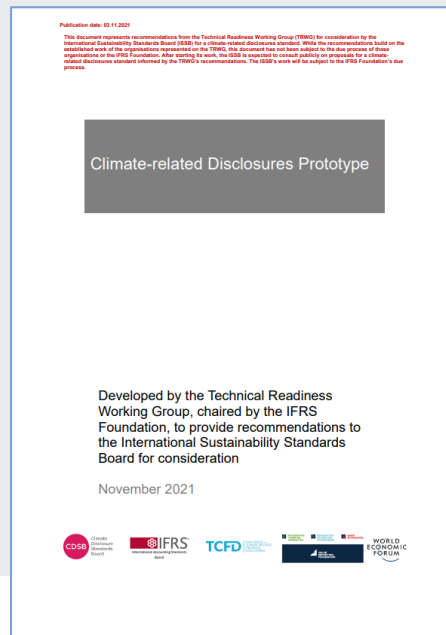 Publication date: 03.11.2021
This document represents recommendations from the Technical Readiness Working Group (TRWG) for consideration by the
International Sustainability Standards Board (ISSB) for a climate-related disclosures standard. While the recommendations build on the
established work of the organisations represented on the TRWG, this document has not been subject to the due process of those
organisations or the IFRS Foundation. After starting its work, the ISSB is expected to consult publicly on proposals for a climate-
related disclosures standard informed by the TRWG's recommendations. The ISSB's work will be subject to the IFRS Foundation's due
process.
Climate-related Disclosures Prototype
Developed by the Technical Readiness
Working Group, chaired by the IFRS
Foundation, to provide recommendations to
the International Sustainability Standards
Board for consideration
November 2021
CDSB
Climate
Disclosure
Standards
Board
IFRS
International Accounting Standards
Board
TCFD
WORLD
ECONOMIC
FORUM